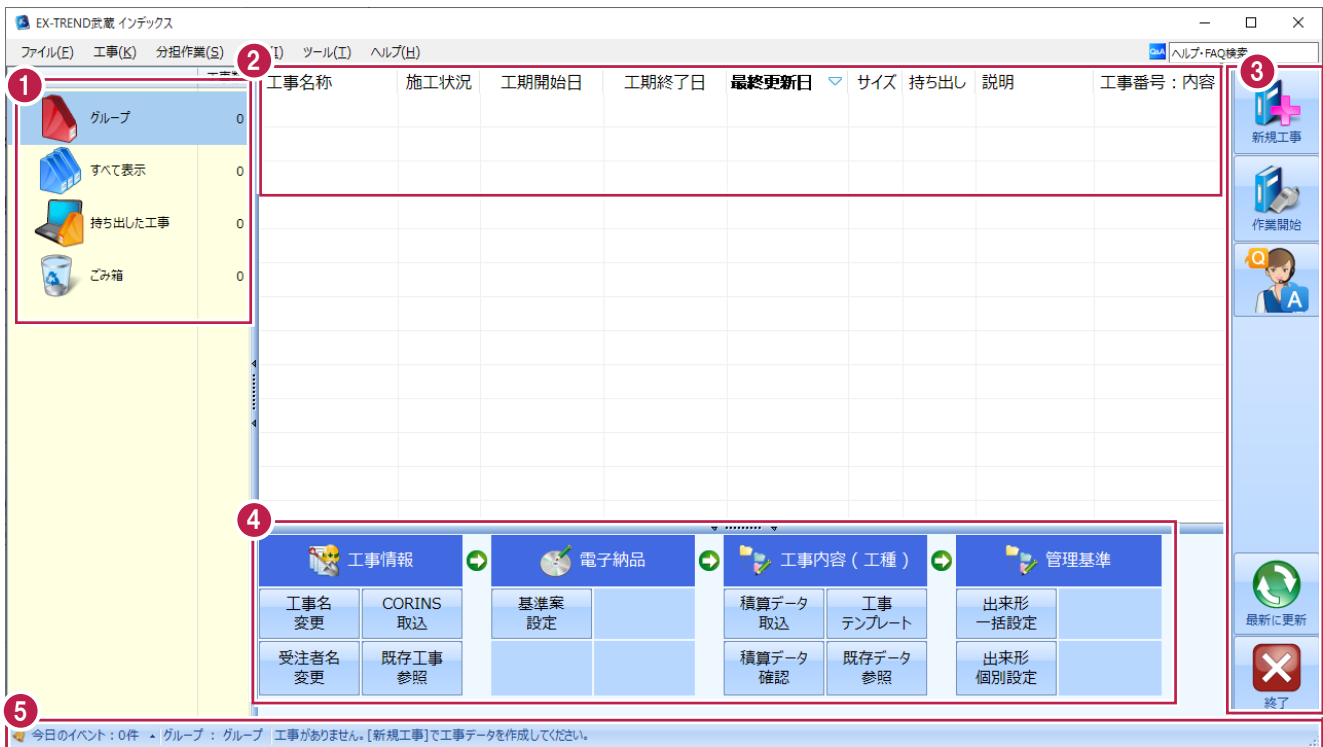 EX-TREND武蔵 インデックス
ファイル(F) 工事(K) 分担作業(S) (I) ツール(T) ヘルプ(H)
Q&A ヘルプ・FAQ検索
1
2
3
工事名称 施工状況 工期開始日 工期終了日 最終更新日 サイズ 持ち出し 説明 工事番号：内容
グループ 0
すべて表示 0
持ち出した工事 0
ごみ箱 0
新規工事
作業開始
Q
A
最新に更新
終了
4
工事情報 電子納品 工事内容（工種） 管理基準
工事名
変更
CORINS
取込
基準案
設定
積算データ
取込
工事
テンプレート
出来形
一括設定
受注者名
変更
既存工事
参照
積算データ
確認
既存データ
参照
出来形
個別設定
5
今日のイベント：0件 グループ ： グループ 工事がありません。[新規工事]で工事データを作成してください。